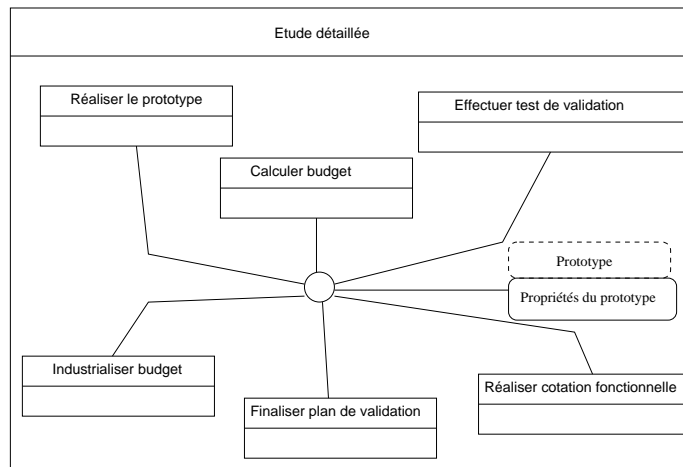 Etude détaillée
Réaliser le prototype
Effectuer test de validation
Calculer budget
Prototype
Propriétés du prototype
Industrialiser budget
Réaliser cotation fonctionnelle
Finaliser plan de validation